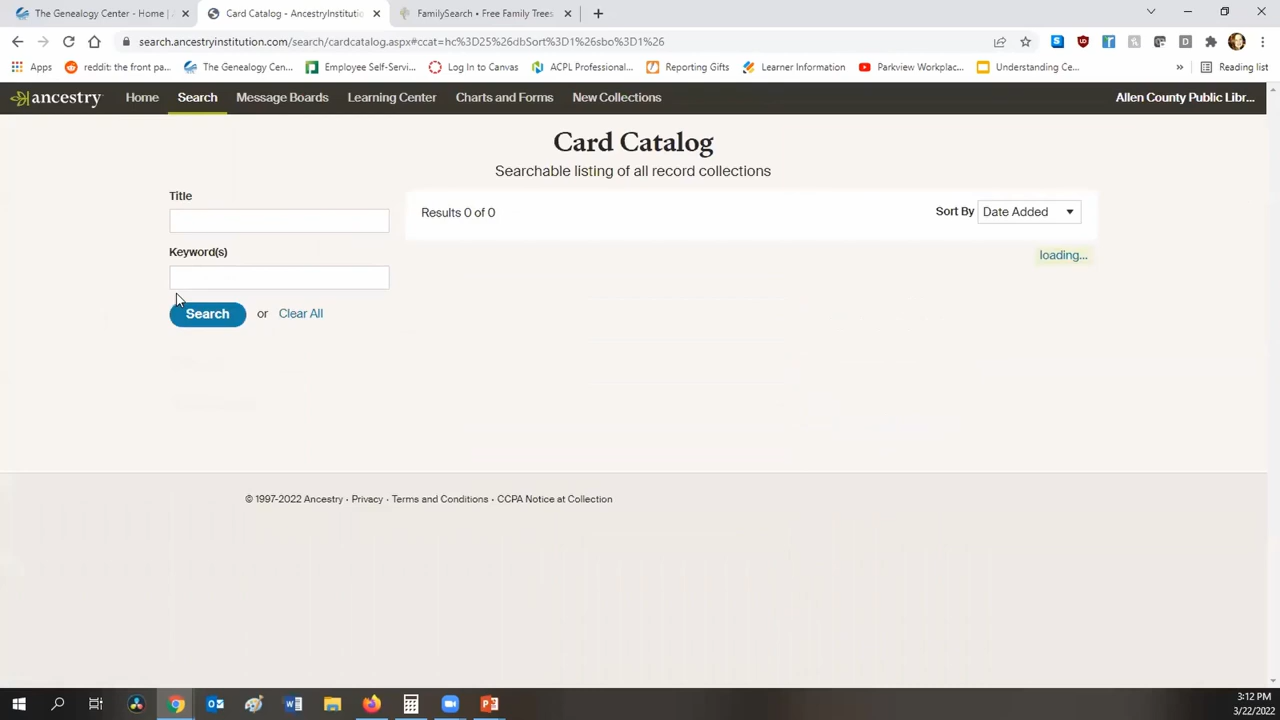 The Genealogy Center - Home |
Card Catalog - AncestryInstitutio
FamilySearch • Free Family Trees
search.ancestryinstitution.com/search/cardcatalog.aspx#ccat=hc%3D25%26dbSort%3D1%26sbo%3D1%26
Apps
reddit: the front pa...
The Genealogy Cen...
Employee Self-Servi...
Log In to Canvas
ACPL Professional...
Reporting Gifts
Learner Information
Parkview Workplac...
Understanding Ce...
»
Reading list
ancestry
Home
Search
Message Boards
Learning Center
Charts and Forms
New Collections
Allen County Public Libr...
Card Catalog
Searchable listing of all record collections
Title
Results 0 of 0
Sort By
Date Added
Keyword(s)
loading...
Search
or
Clear All
© 1997-2022 Ancestry • Privacy • Terms and Conditions • CCPA Notice at Collection
3:12 PM
3/22/2022